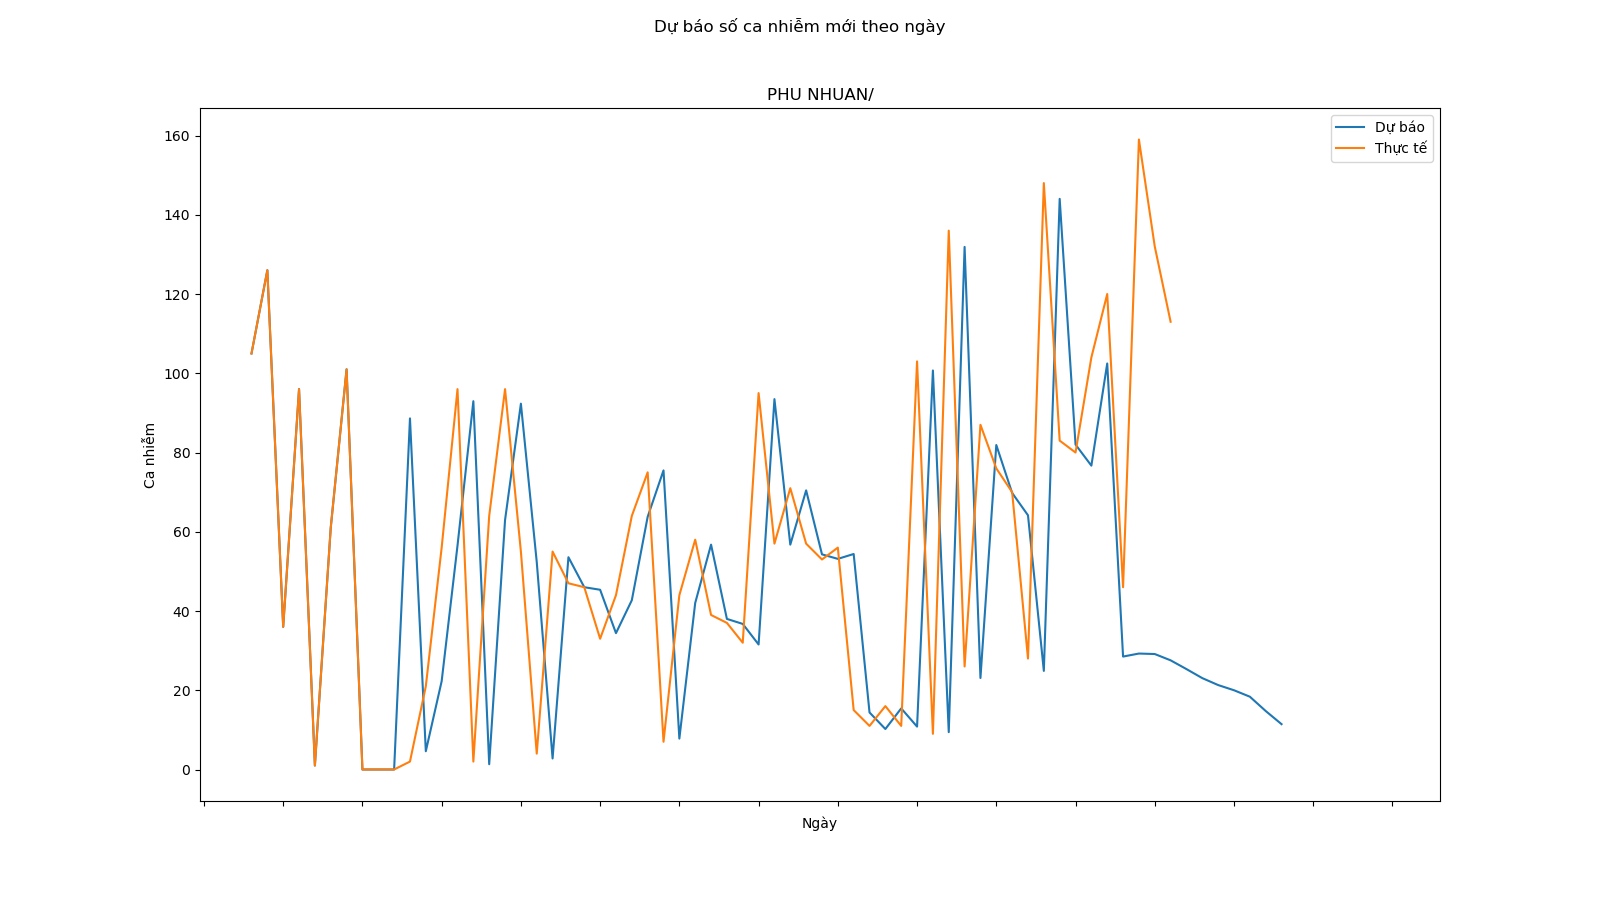 Dự báo số ca nhiễm mới theo ngày
PHU NHUAN/
Dự báo
Thực tế
160
140
120
100
80
60
40
20
0
Ca nhiễm
Ngày